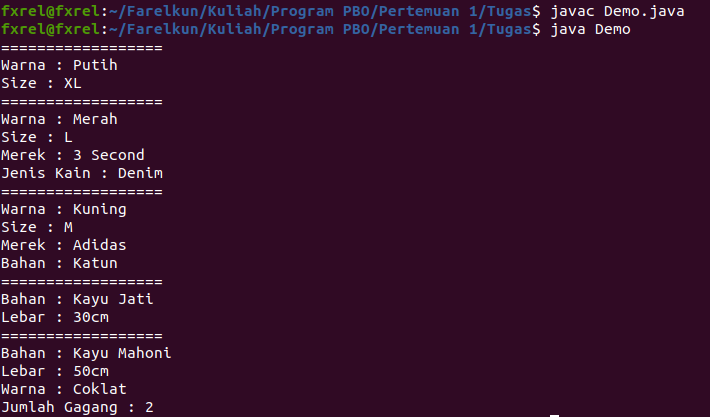 fxrel@fxrel:~/Farelkun/Kuliah/Program PBO/Pertemuan 1/Tugas$ javac Demo.java
fxrel@fxrel:~/Farelkun/Kuliah/Program PBO/Pertemuan 1/Tugas$ java Demo
==================
Warna : Putih
Size : XL
==================
Warna : Merah
Size : L
Merek : 3 Second
Jenis Kain : Denim
==================
Warna : Kuning
Size : M
Merek : Adidas
Bahan : Katun
==================
Bahan : Kayu Jati
Lebar : 30cm
==================
Bahan : Kayu Mahoni
Lebar : 50cm
Warna : Coklat
Jumlah Gagang : 2